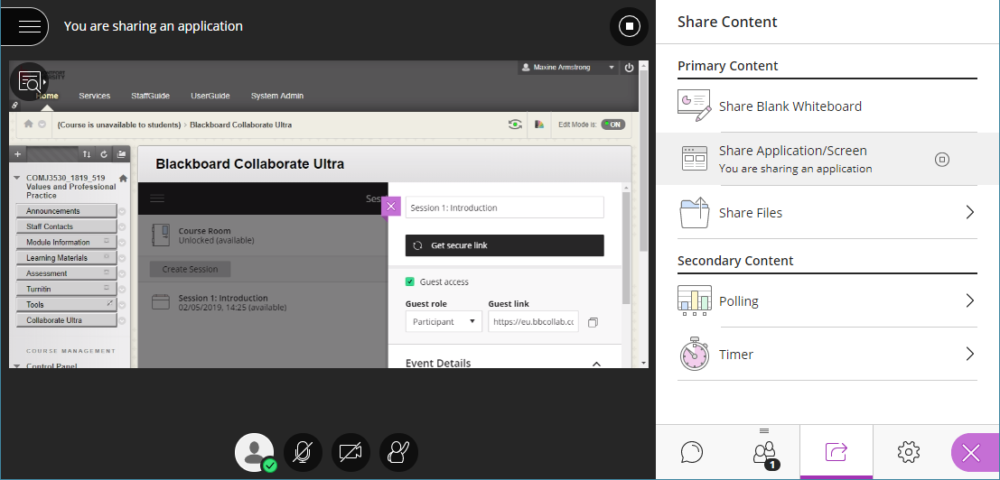 You are sharing an application
Maxine Armstrong
Home
Services
StaffGuide
UserGuide
System Admin
(Course is unavailable to students) > Blackboard Collaborate Ultra
Edit Mode is:
ON
COMJ3530_1819_519
Values and Professional
Practice
Announcements
Staff Contacts
Module Information
Learning Materials
Assessment
Turnitin
Tools
Collaborate Ultra
COURSE MANAGEMENT
Control Panel
Blackboard Collaborate Ultra
Ses
Course Room
Unlocked (available)
Create Session
Session 1: Introduction
02/05/2019, 14:25 (available)
Session 1: Introduction
Get secure link
Guest access
Guest role
Guest link
Participant
https://eu.bbcollab.cc
Event Details
Share Content
Primary Content
Share Blank Whiteboard
Share Application/Screen
You are sharing an application
Share Files
Secondary Content
Polling
Timer
1